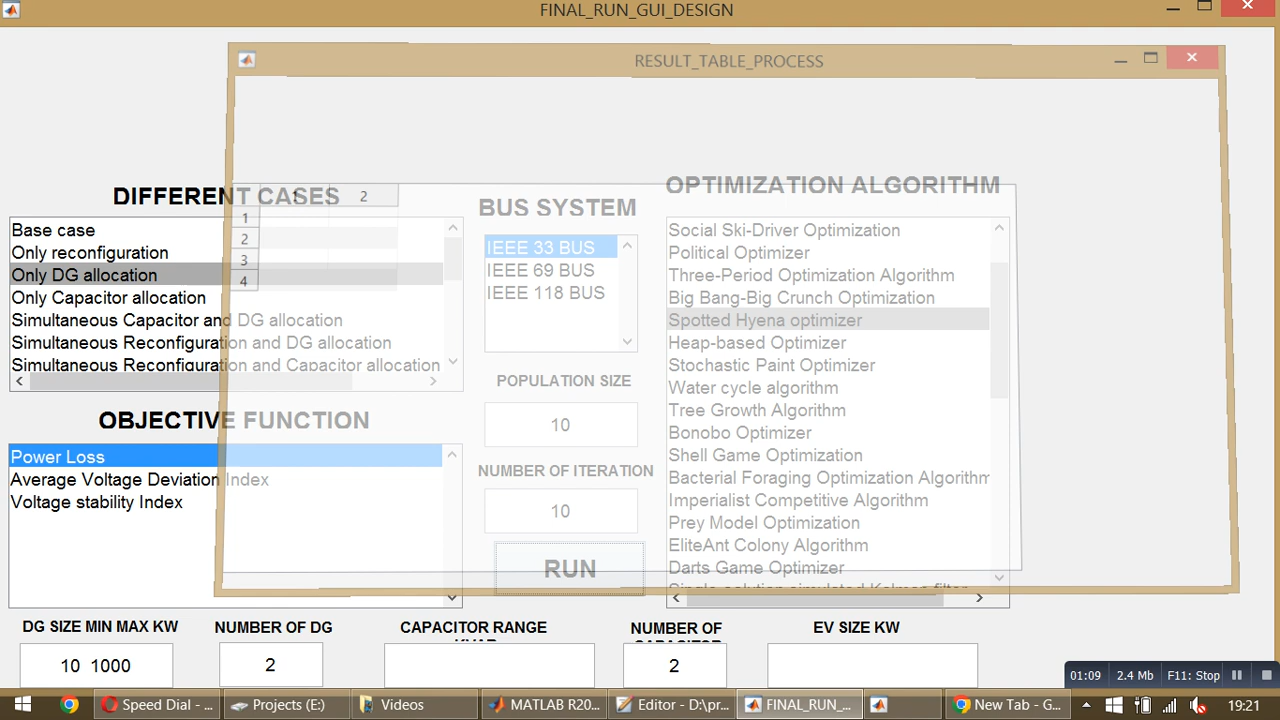 FINAL_RUN_GUI_DESIGN
RESULT_TABLE_PROCESS
DIFFERENT CASES
Base case
Only reconfiguration
Only DG allocation
Only Capacitor allocation
Simultaneous Capacitor and DG allocation
Simultaneous Reconfiguration and DG allocation
Simultaneous Reconfiguration and Capacitor allocation
1 2
1
2
3
4
BUS SYSTEM
IEEE 33 BUS
IEEE 69 BUS
IEEE 118 BUS
OPTIMIZATION ALGORITHM
Social Ski-Driver Optimization
Political Optimizer
Three-Period Optimization Algorithm
Big Bang-Big Crunch Optimization
Spotted Hyena optimizer
Heap-based Optimizer
Stochastic Paint Optimizer
Water cycle algorithm
Tree Growth Algorithm
Bonobo Optimizer
Shell Game Optimization
Bacterial Foraging Optimization Algorithm
Imperialist Competitive Algorithm
Prey Model Optimization
EliteAnt Colony Algorithm
Darts Game Optimizer
Single-solution simulated Kalman filter
POPULATION SIZE
10
NUMBER OF ITERATION
10
RUN
OBJECTIVE FUNCTION
Power Loss
Average Voltage Deviation Index
Voltage stability Index
DG SIZE MIN MAX KW
10 1000
NUMBER OF DG
2
CAPACITOR RANGE
KVAR
NUMBER OF
CAPACITOR
2
EV SIZE KW
01:09 2.4 Mb F11: Stop
Speed Dial - ...
Projects (E:)
Videos
MATLAB R20...
Editor - D:\pr...
FINAL_RUN_...
New Tab - G...
19:21